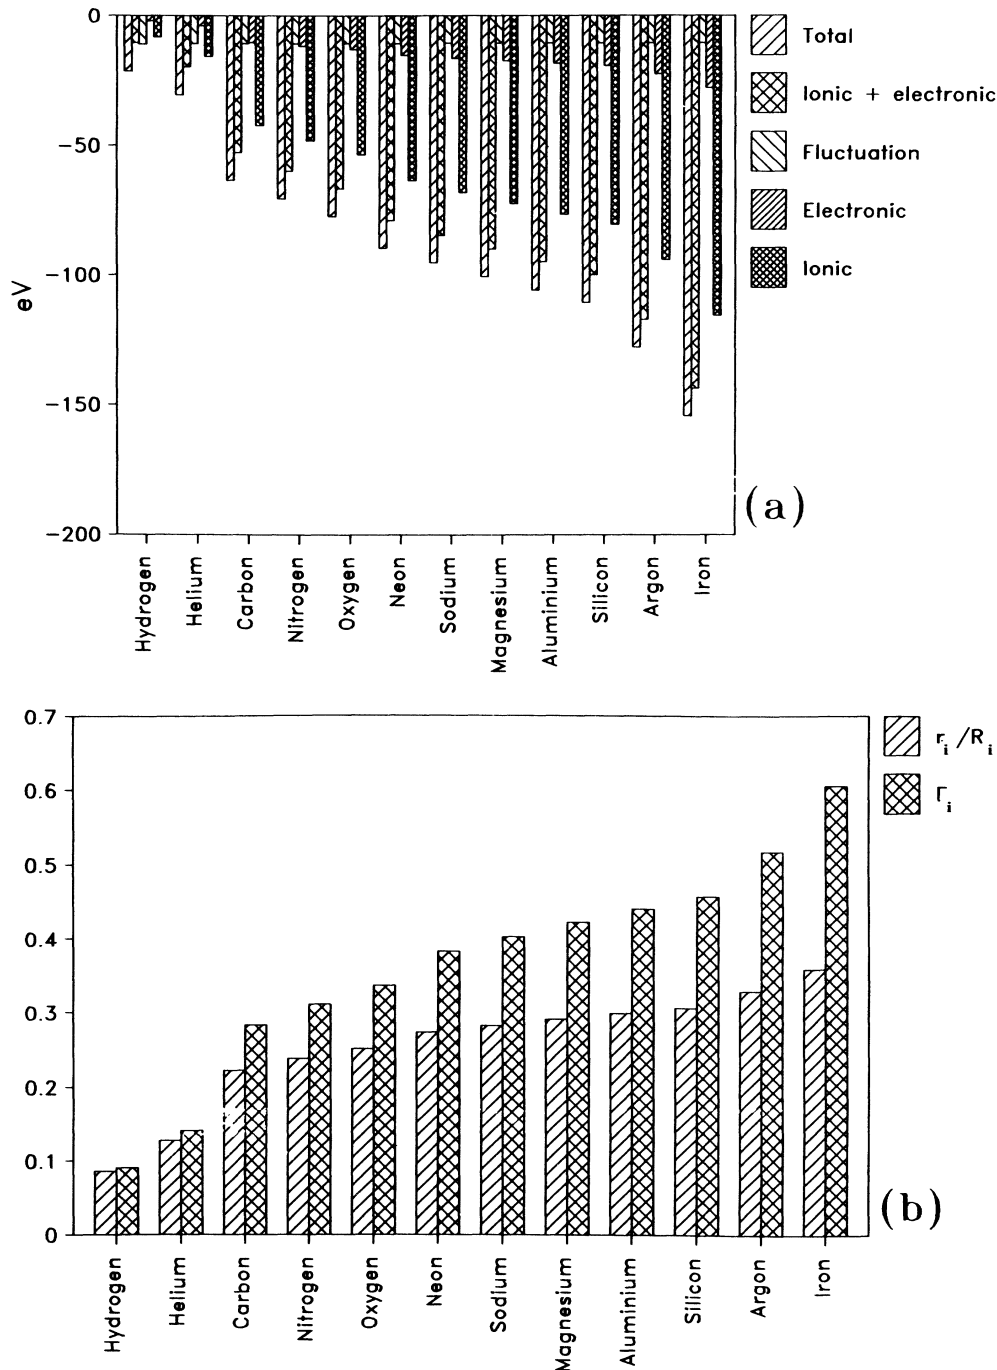 0
−50
−100
−150
−200
eV
Total
Ionic + electronic
Fluctuation
Electronic
Ionic
(a)
Hydrogen
Helium
Carbon
Nitrogen
Oxygen
Neon
Sodium
Magnesium
Aluminium
Silicon
Argon
Iron
0.7
0.6
0.5
0.4
0.3
0.2
0.1
0
r_i/R_i
Γ_i
(b)
Hydrogen
Helium
Carbon
Nitrogen
Oxygen
Neon
Sodium
Magnesium
Aluminium
Silicon
Argon
Iron